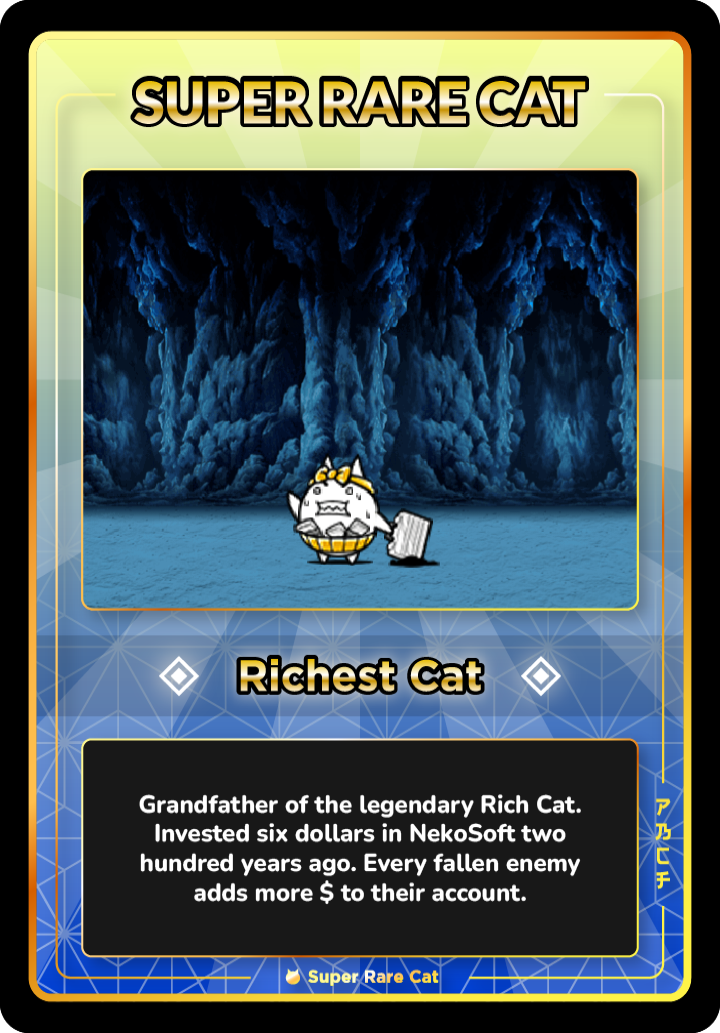 SUPER RARE CAT
Richest Cat
Grandfather of the legendary Rich Cat.
Invested six dollars in NekoSoft two
hundred years ago. Every fallen enemy
adds more $ to their account.
Super Rare Cat